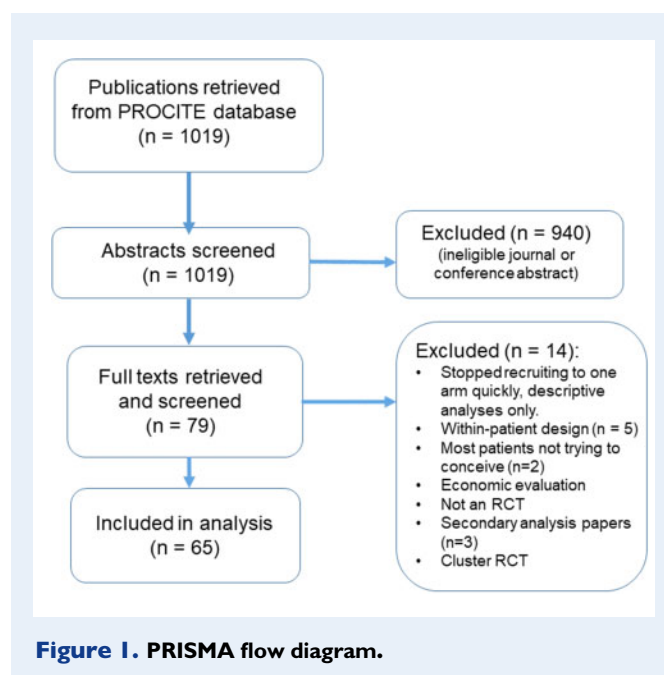 Publications retrieved
from PROCITE database
(n = 1019)
Abstracts screened
(n = 1019)
Excluded (n = 940)
(ineligible journal or
conference abstract)
Full texts retrieved
and screened
(n = 79)
Excluded (n = 14):
• Stopped recruiting to one
arm quickly, descriptive
analyses only.
• Within-patient design (n = 5)
• Most patients not trying to
conceive (n=2)
• Economic evaluation
• Not an RCT
• Secondary analysis papers
(n=3)
• Cluster RCT
Included in analysis
(n = 65)
Figure 1. PRISMA flow diagram.